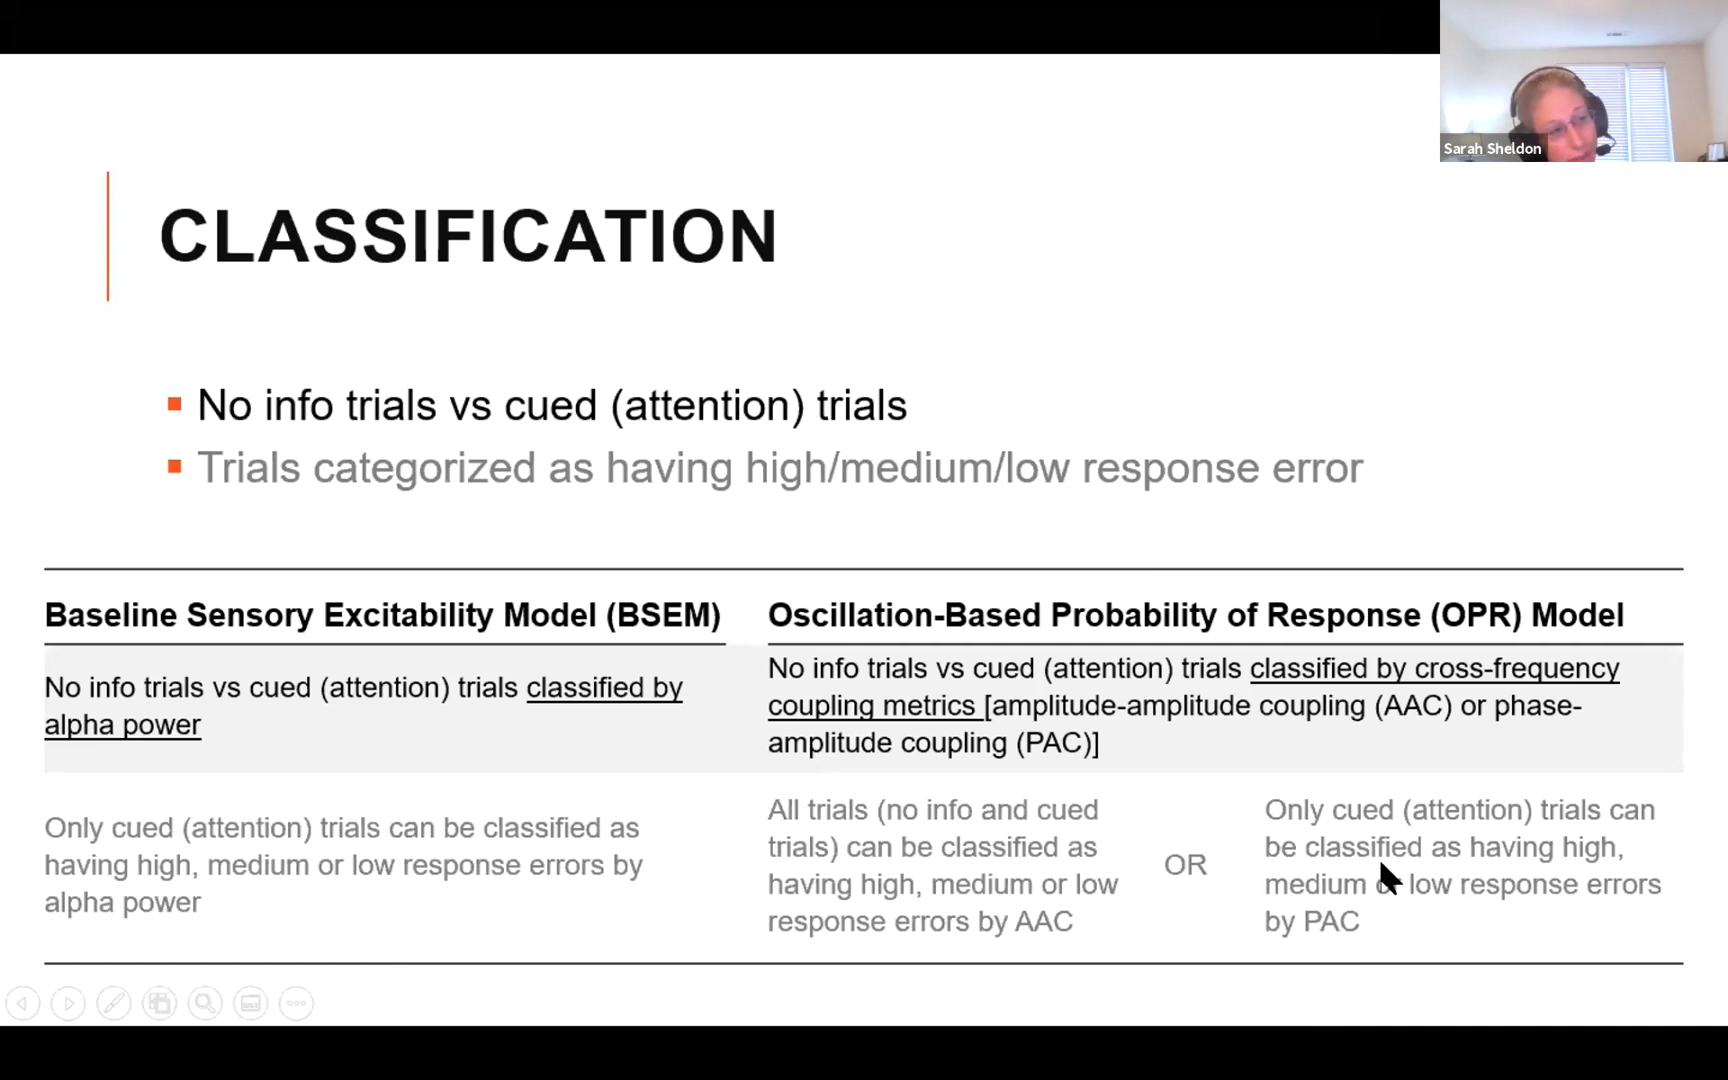 Sarah Sheldon
CLASSIFICATION
No info trials vs cued (attention) trials
Trials categorized as having high/medium/low response error
Baseline Sensory Excitability Model (BSEM)
No info trials vs cued (attention) trials classified by
alpha power
Only cued (attention) trials can be classified as
having high, medium or low response errors by
alpha power
Oscillation-Based Probability of Response (OPR) Model
No info trials vs cued (attention) trials classified by cross-frequency
coupling metrics [amplitude-amplitude coupling (AAC) or phase-
amplitude coupling (PAC)]
All trials (no info and cued
trials) can be classified as
having high, medium or low
response errors by AAC
OR
Only cued (attention) trials can
be classified as having high,
medium or low response errors
by PAC